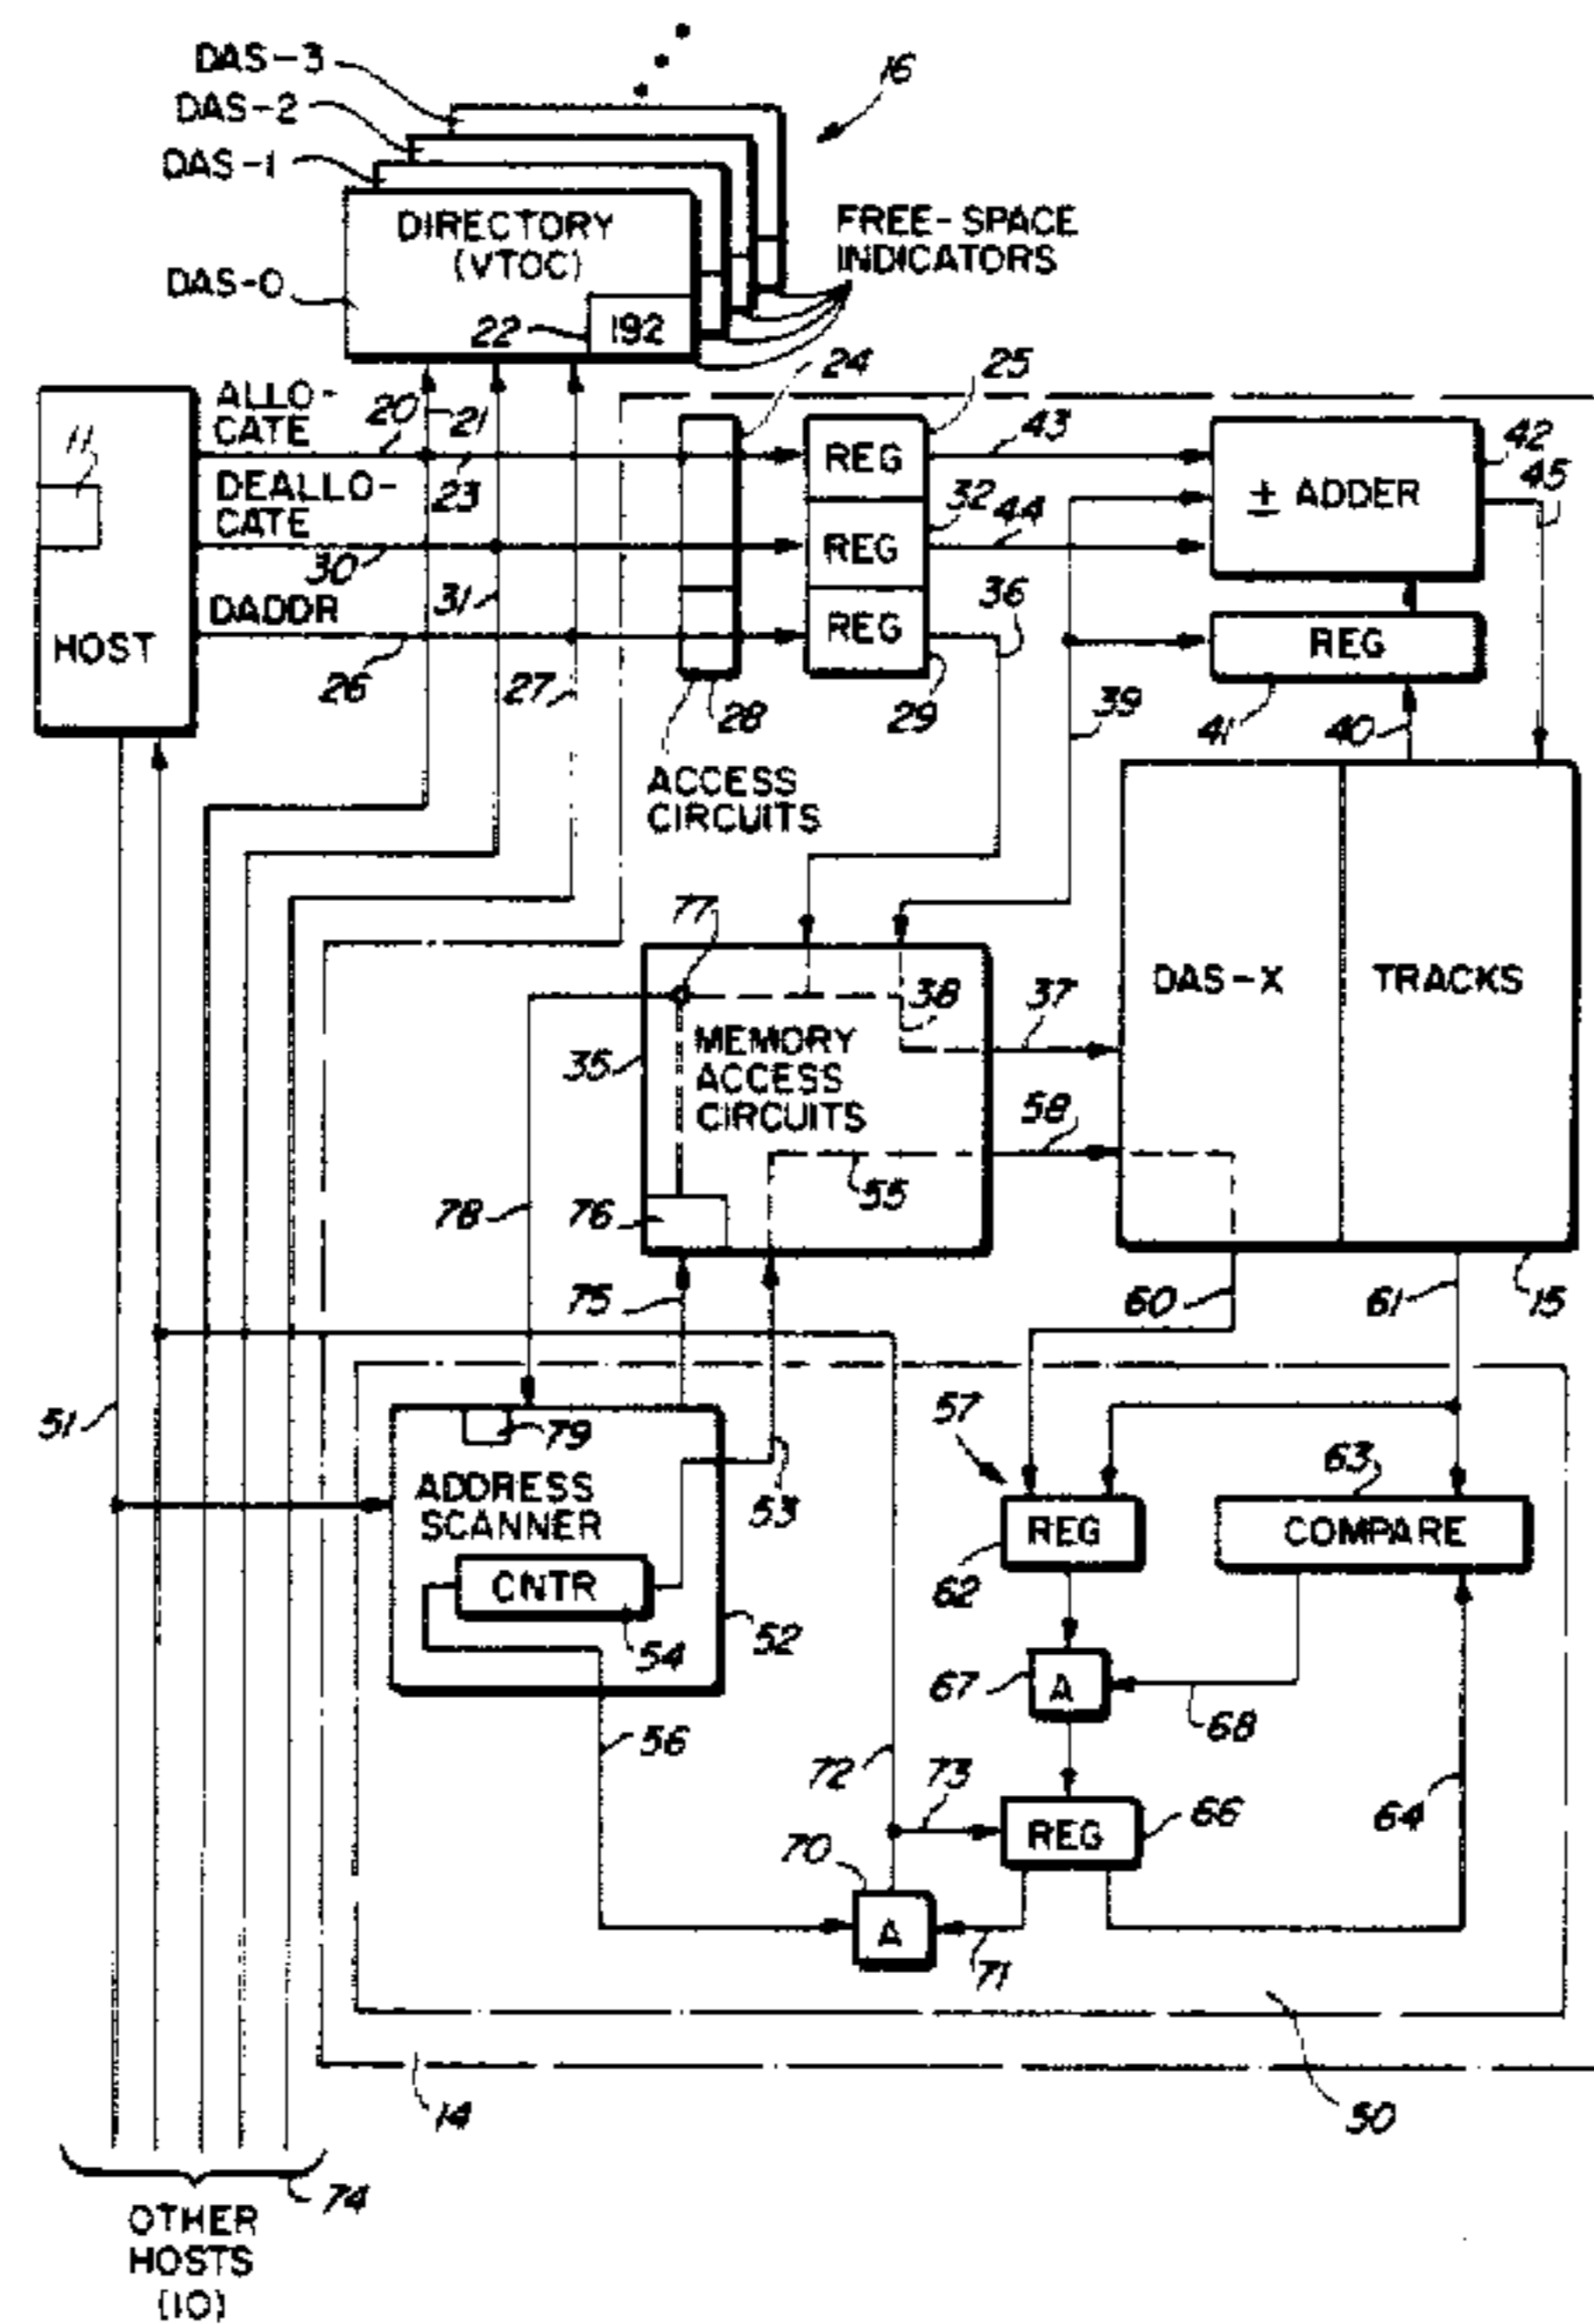 DAS-3
16
DAS-2
DAS-1
DIRECTORY
(VTOC)
FREE-SPACE
INDICATORS
DAS-0
22
192
24
25
ALLO-
CATE
20
21
43
42
11
REG
45
DEALLO-
CATE
23
32
± ADDER
44
REG
30
31
36
DADDR
REG
HOST
REG
26
27
28
29
39
41
40
ACCESS
CIRCUITS
77
38
37
DAS-X
TRACKS
35
MEMORY
ACCESS
CIRCUITS
58
55
78
76
75
60
61
15
51
79
57
63
ADDRESS
SCANNER
53
REG
COMPARE
CNTR
62
54
52
67
A
68
56
72
73
64
REG
66
70
A
71
14
50
74
OTHER
HOSTS
(10)